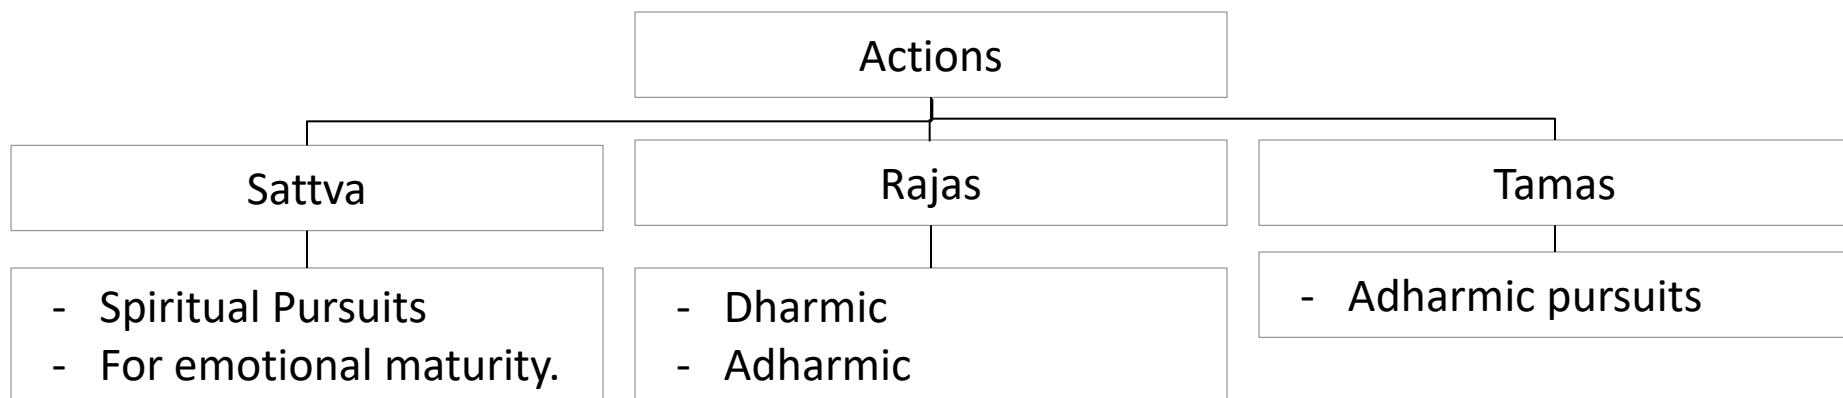 Actions
Sattva
Rajas
Tamas
- Spiritual Pursuits
- For emotional maturity.
- Dharmic
- Adharmic
- Adharmic pursuits